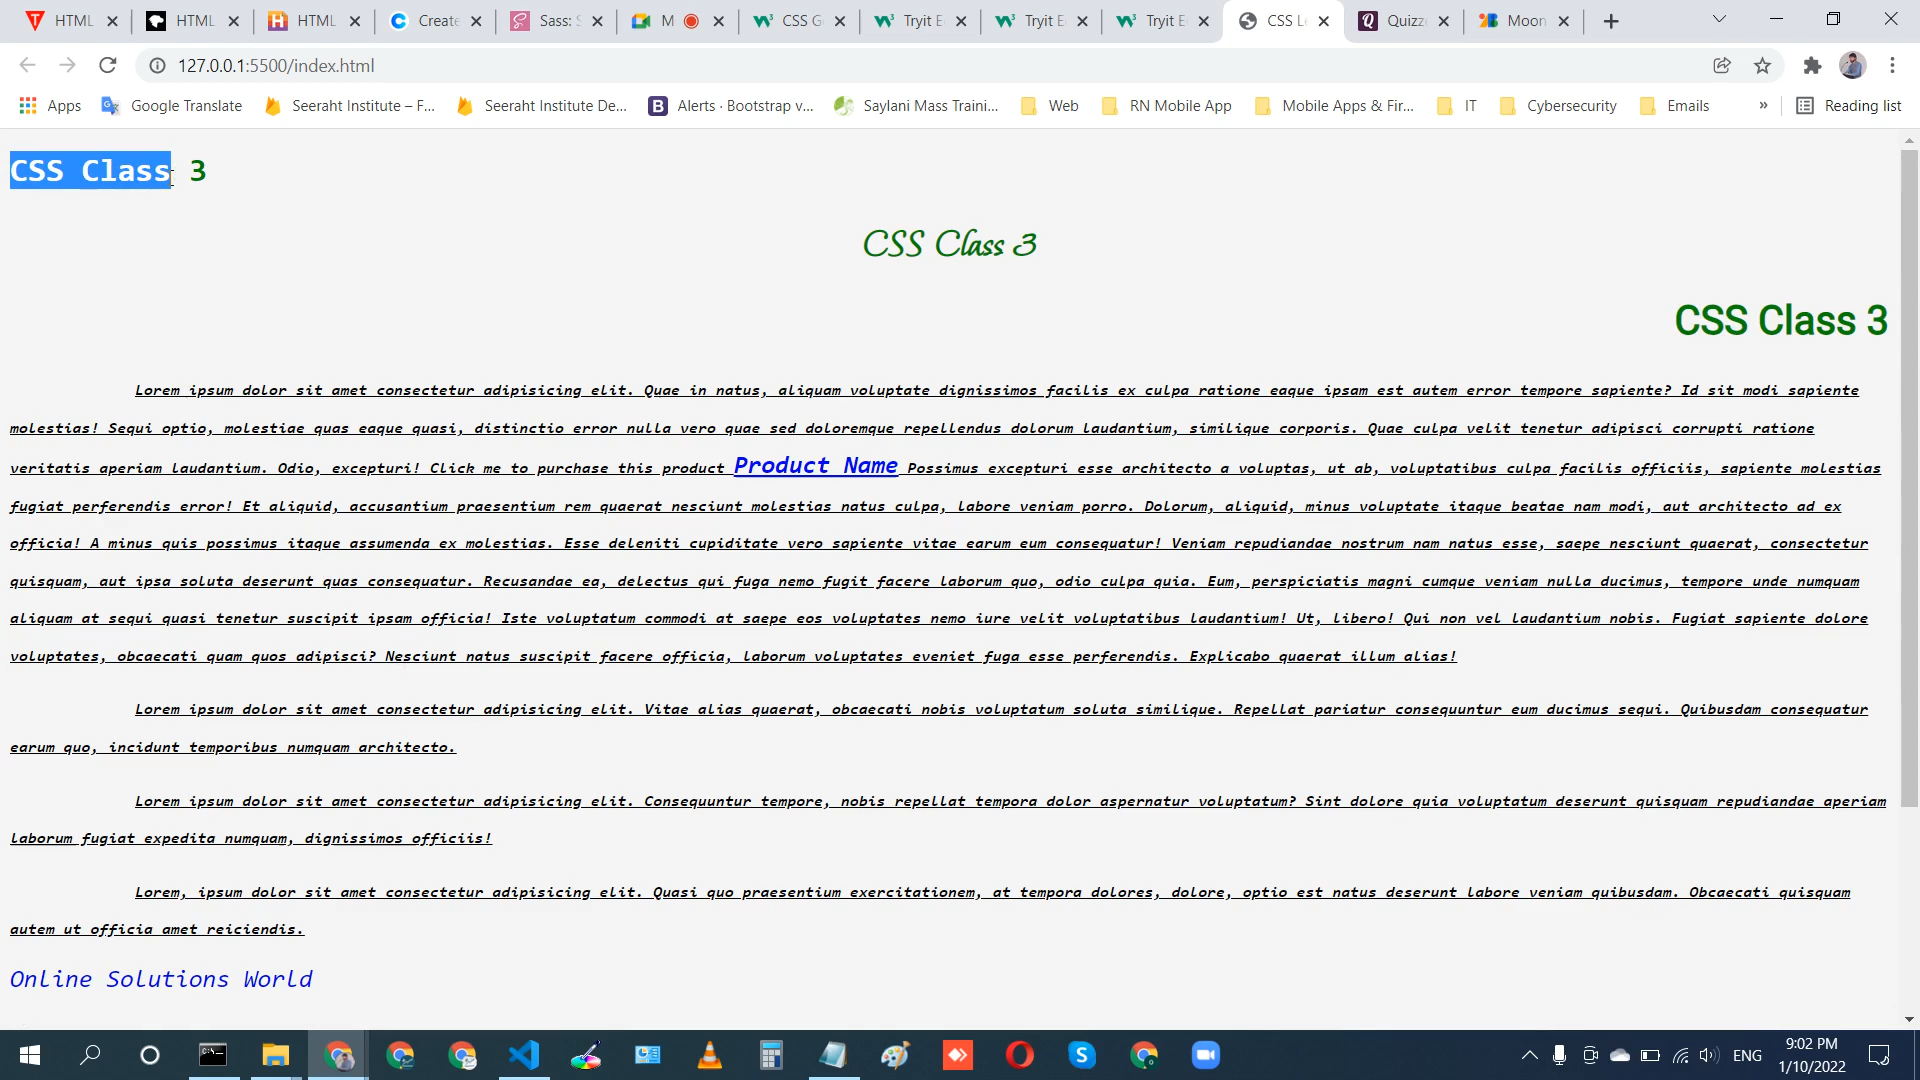 HTML HTML HTML Create Sass: S M CSS G Tryit E Tryit E Tryit E CSS Le Quizz Moon
127.0.0.1:5500/index.html
Apps Google Translate Seeraht Institute – F... Seeraht Institute De... Alerts · Bootstrap v... Saylani Mass Traini... Web RN Mobile App Mobile Apps & Fir... IT Cybersecurity Emails » Reading list
CSS Class 3
CSS Class 3
CSS Class 3
Lorem ipsum dolor sit amet consectetur adipisicing elit. Quae in natus, aliquam voluptate dignissimos facilis ex culpa ratione eaque ipsam est autem error tempore sapiente? Id sit modi sapiente
molestias! Sequi optio, molestiae quas eaque quasi, distinctio error nulla vero quae sed doloremque repellendus dolorum laudantium, similique corporis. Quae culpa velit tenetur adipisci corrupti ratione
veritatis aperiam laudantium. Odio, excepturi! Click me to purchase this product Product Name Possimus excepturi esse architecto a voluptas, ut ab, voluptatibus culpa facilis officiis, sapiente molestias
fugiat perferendis error! Et aliquid, accusantium praesentium rem quaerat nesciunt molestias natus culpa, labore veniam porro. Dolorum, aliquid, minus voluptate itaque beatae nam modi, aut architecto ad ex
officia! A minus quis possimus itaque assumenda ex molestias. Esse deleniti cupiditate vero sapiente vitae earum eum consequatur! Veniam repudiandae nostrum nam natus esse, saepe nesciunt quaerat, consectetur
quisquam, aut ipsa soluta deserunt quas consequatur. Recusandae ea, delectus qui fuga nemo fugit facere laborum quo, odio culpa quia. Eum, perspiciatis magni cumque veniam nulla ducimus, tempore unde numquam
aliquam at sequi quasi tenetur suscipit ipsam officia! Iste voluptatum commodi at saepe eos voluptates nemo iure velit voluptatibus laudantium! Ut, libero! Qui non vel laudantium nobis. Fugiat sapiente dolore
voluptates, obcaecati quam quos adipisci? Nesciunt natus suscipit facere officia, laborum voluptates eveniet fuga esse perferendis. Explicabo quaerat illum alias!
Lorem ipsum dolor sit amet consectetur adipisicing elit. Vitae alias quaerat, obcaecati nobis voluptatum soluta similique. Repellat pariatur consequuntur eum ducimus sequi. Quibusdam consequatur
earum quo, incidunt temporibus numquam architecto.
Lorem ipsum dolor sit amet consectetur adipisicing elit. Consequuntur tempore, nobis repellat tempora dolor aspernatur voluptatum? Sint dolore quia voluptatum deserunt quisquam repudiandae aperiam
laborum fugiat expedita numquam, dignissimos officiis!
Lorem, ipsum dolor sit amet consectetur adipisicing elit. Quasi quo praesentium exercitationem, at tempora dolores, dolore, optio est natus deserunt labore veniam quibusdam. Obcaecati quisquam
autem ut officia amet reiciendis.
Online Solutions World
ENG
9:02 PM
1/10/2022